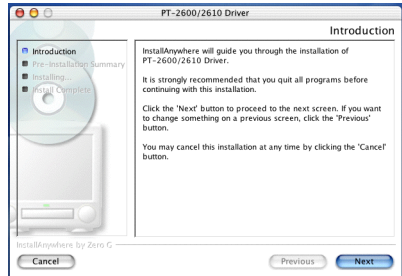 PT-2600/2610 Driver
Introduction
Introduction
Pre-Installation Summary
Installing...
Install Complete
InstallAnywhere will guide you through the installation of
PT-2600/2610 Driver.
It is strongly recommended that you quit all programs before
continuing with this installation.
Click the 'Next' button to proceed to the next screen. If you want
to change something on a previous screen, click the 'Previous'
button.
You may cancel this installation at any time by clicking the 'Cancel'
button.
InstallAnywhere by Zero G
Cancel
Previous
Next